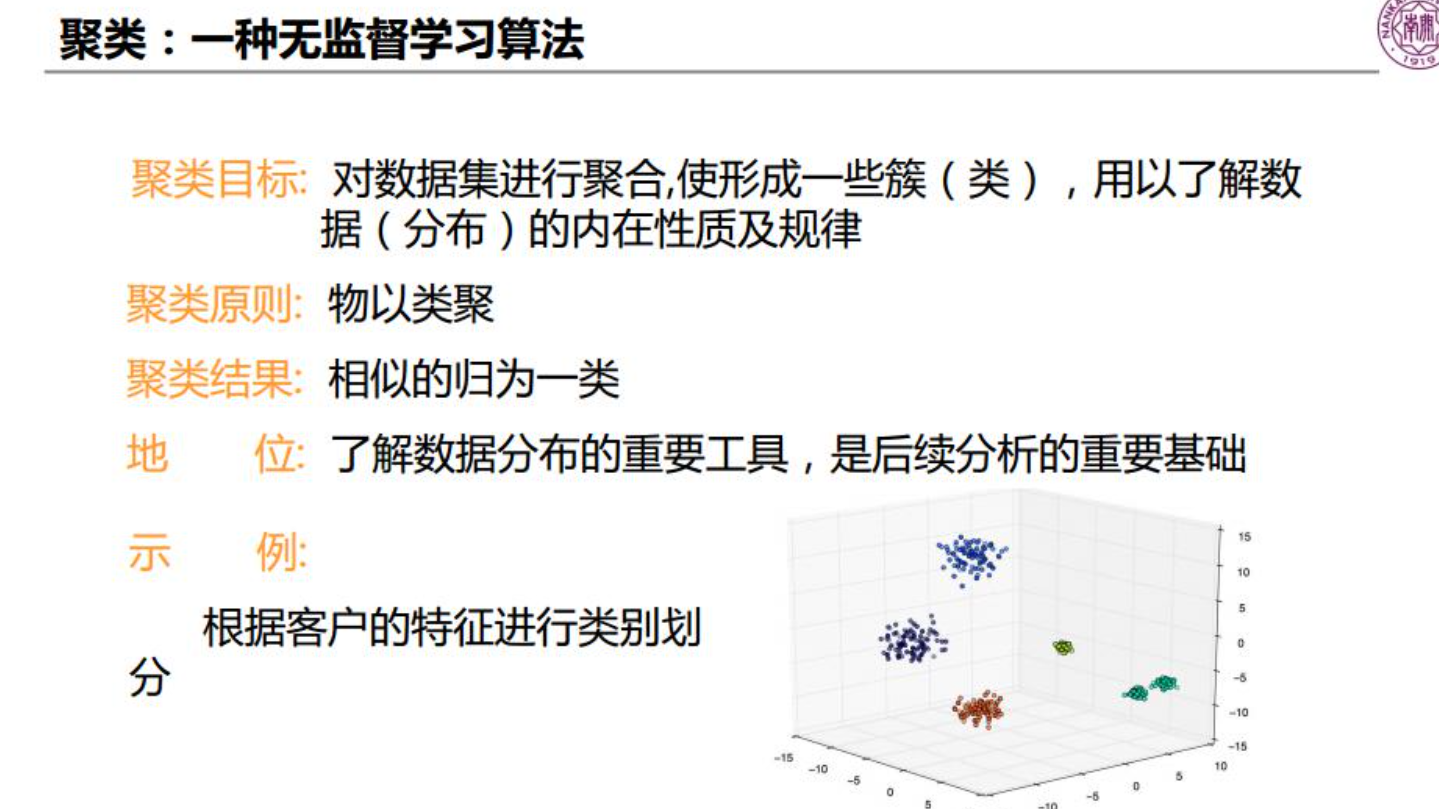 聚类：一种无监督学习算法
南開
1919
聚类目标: 对数据集进行聚合,使形成一些簇（类），用以了解数
据（分布）的内在性质及规律
聚类原则: 物以类聚
聚类结果: 相似的归为一类
地 位: 了解数据分布的重要工具，是后续分析的重要基础
示 例:
根据客户的特征进行类别划
分
15
10
5
0
-5
-10
-15
-15
-10
-5
0
5
-10
-5
0
5
10